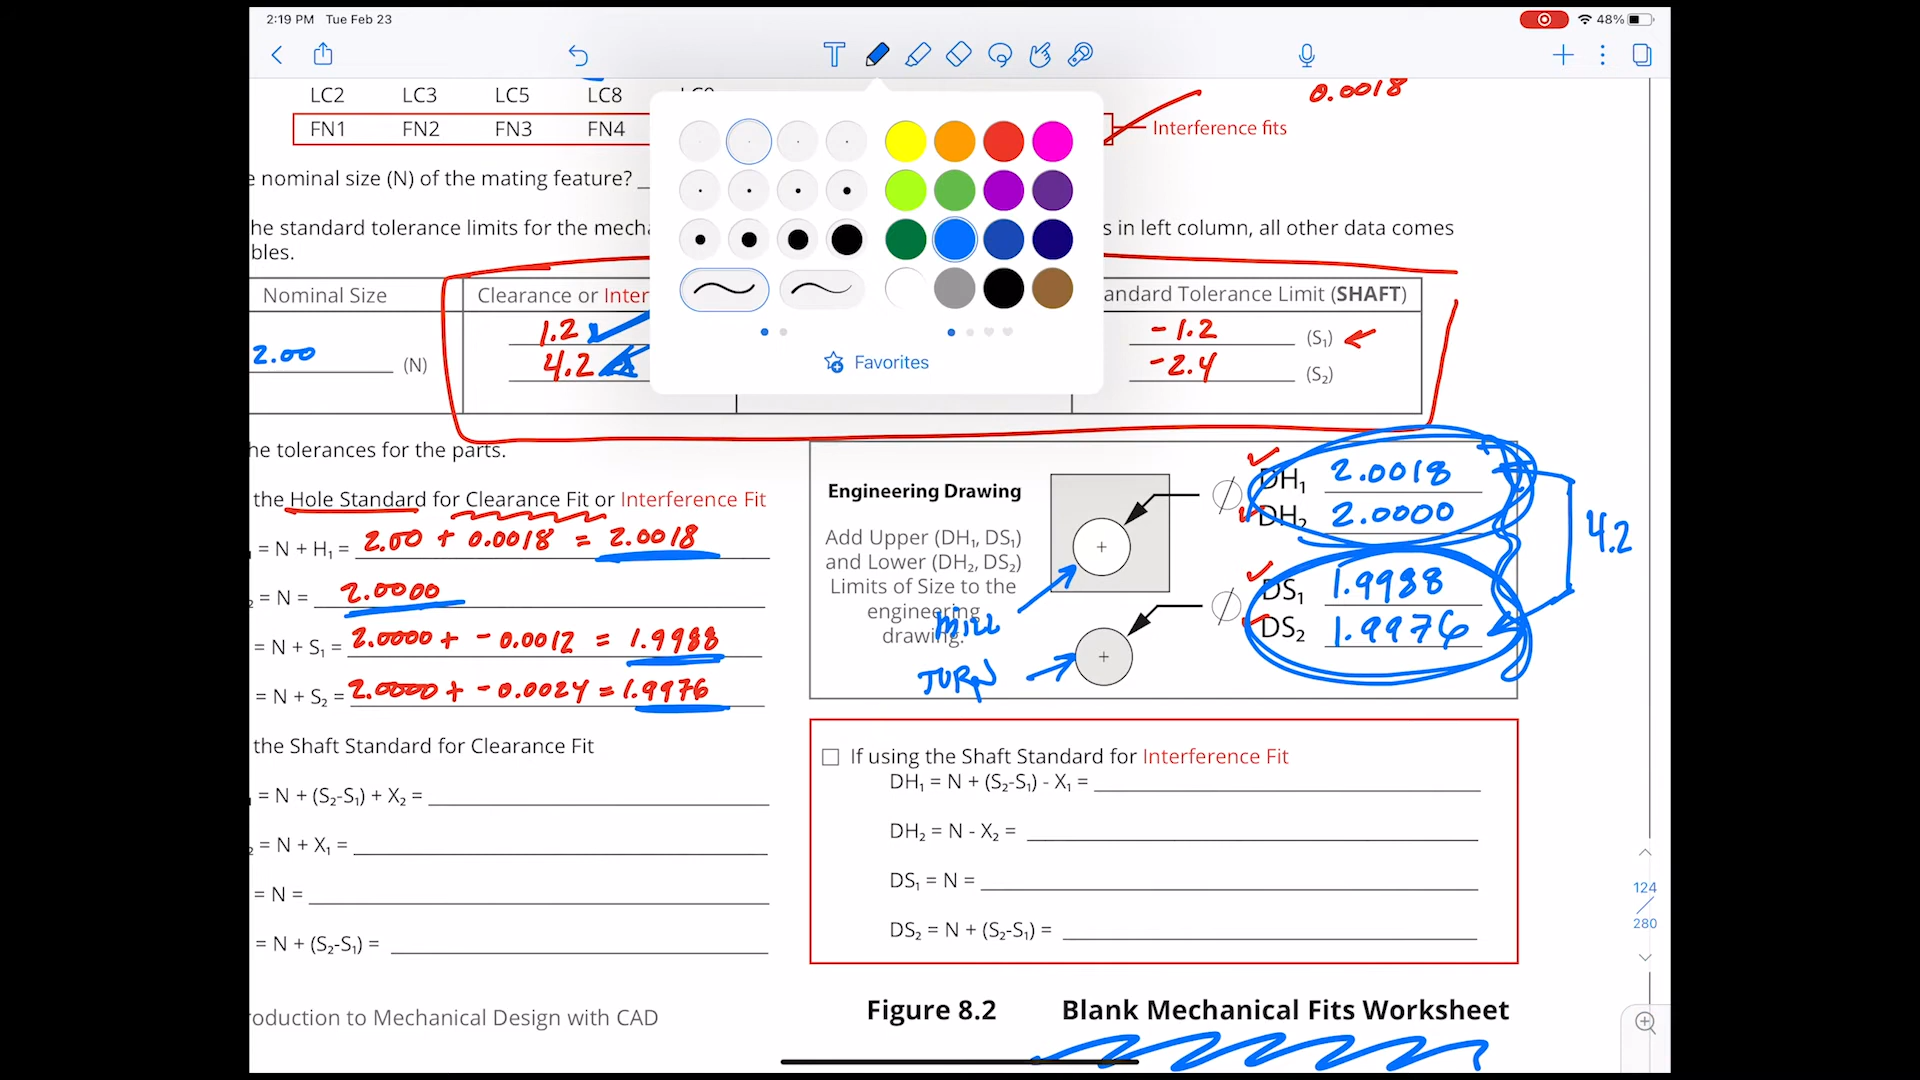 2:19 PM Tue Feb 23
48%
0.0018
LC2 LC3 LC5 LC8
FN1 FN2 FN3 FN4
Interference fits
e nominal size (N) of the mating feature?
he standard tolerance limits for the mecha
s in left column, all other data comes
bles.
Nominal Size
Clearance or Inter
andard Tolerance Limit (SHAFT)
2.00 (N)
1.2
4.2
-1.2 (S₁)
-2.4 (S₂)
Favorites
he tolerances for the parts.
the Hole Standard for Clearance Fit or Interference Fit
= N + H₁ = 2.00 + 0.0018 = 2.0018
= N = 2.0000
= N + S₁ = 2.0000 + -0.0012 = 1.9988
= N + S₂ = 2.0000 + -0.0024 = 1.9976
Engineering Drawing
Add Upper (DH₁, DS₁)
and Lower (DH₂, DS₂)
Limits of Size to the
engineering
drawing.
MILL
TURN
DH₁ 2.0018
DH₂ 2.0000
DS₁ 1.9988
DS₂ 1.9976
4.2
the Shaft Standard for Clearance Fit
= N + (S₂-S₁) + X₂ =
= N + X₁ =
= N =
= N + (S₂-S₁) =
If using the Shaft Standard for Interference Fit
DH₁ = N + (S₂-S₁) - X₁ =
DH₂ = N - X₂ =
DS₁ = N =
DS₂ = N + (S₂-S₁) =
124
280
Figure 8.2 Blank Mechanical Fits Worksheet
roduction to Mechanical Design with CAD